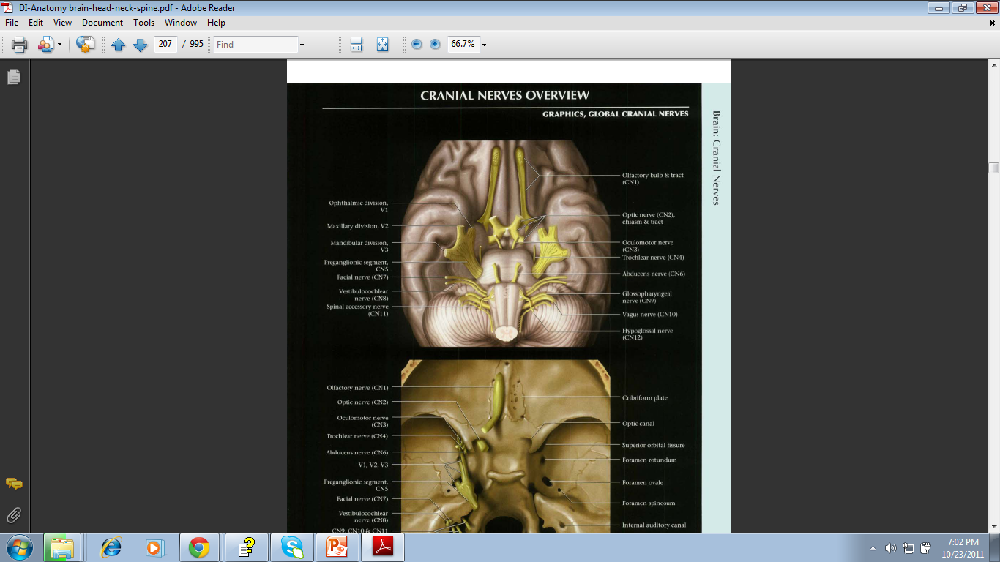 DI-Anatomy brain-head-neck-spine.pdf - Adobe Reader
File Edit View Document Tools Window Help
207 / 995 Find 66.7%
CRANIAL NERVES OVERVIEW
GRAPHICS, GLOBAL CRANIAL NERVES
Brain: Cranial Nerves
Ophthalmic division,
V1
Maxillary division, V2
Mandibular division,
V3
Preganglionic segment,
CN5
Facial nerve (CN7)
Vestibulocochlear
nerve (CN8)
Spinal accessory nerve
(CN11)
Olfactory bulb & tract
(CN1)
Optic nerve (CN2),
chiasm & tract
Oculomotor nerve
(CN3)
Trochlear nerve (CN4)
Abducens nerve (CN6)
Glossopharyngeal
nerve (CN9)
Vagus nerve (CN10)
Hypoglossal nerve
(CN12)
Olfactory nerve (CN1)
Optic nerve (CN2)
Oculomotor nerve
(CN3)
Trochlear nerve (CN4)
Abducens nerve (CN6)
V1, V2, V3
Preganglionic segment,
CN5
Facial nerve (CN7)
Vestibulocochlear
nerve (CN8)
CN9, CN10 & CN11
Cribriform plate
Optic canal
Superior orbital fissure
Foramen rotundum
Foramen ovale
Foramen spinosum
Internal auditory canal
7:02 PM
10/23/2011